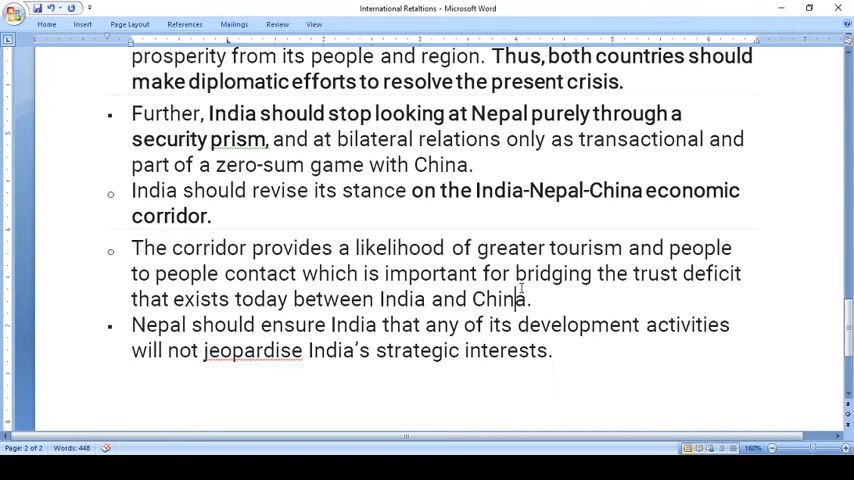 International Retaltions - Microsoft Word
Home Insert Page Layout References Mailings Review View
prosperity from its people and region. Thus, both countries should
make diplomatic efforts to resolve the present crisis.
▪ Further, India should stop looking at Nepal purely through a
security prism, and at bilateral relations only as transactional and
part of a zero-sum game with China.
o India should revise its stance on the India-Nepal-China economic
corridor.
o The corridor provides a likelihood of greater tourism and people
to people contact which is important for bridging the trust deficit
that exists today between India and China.
▪ Nepal should ensure India that any of its development activities
will not jeopardise India's strategic interests.
Page: 2 of 2 Words: 448 160%